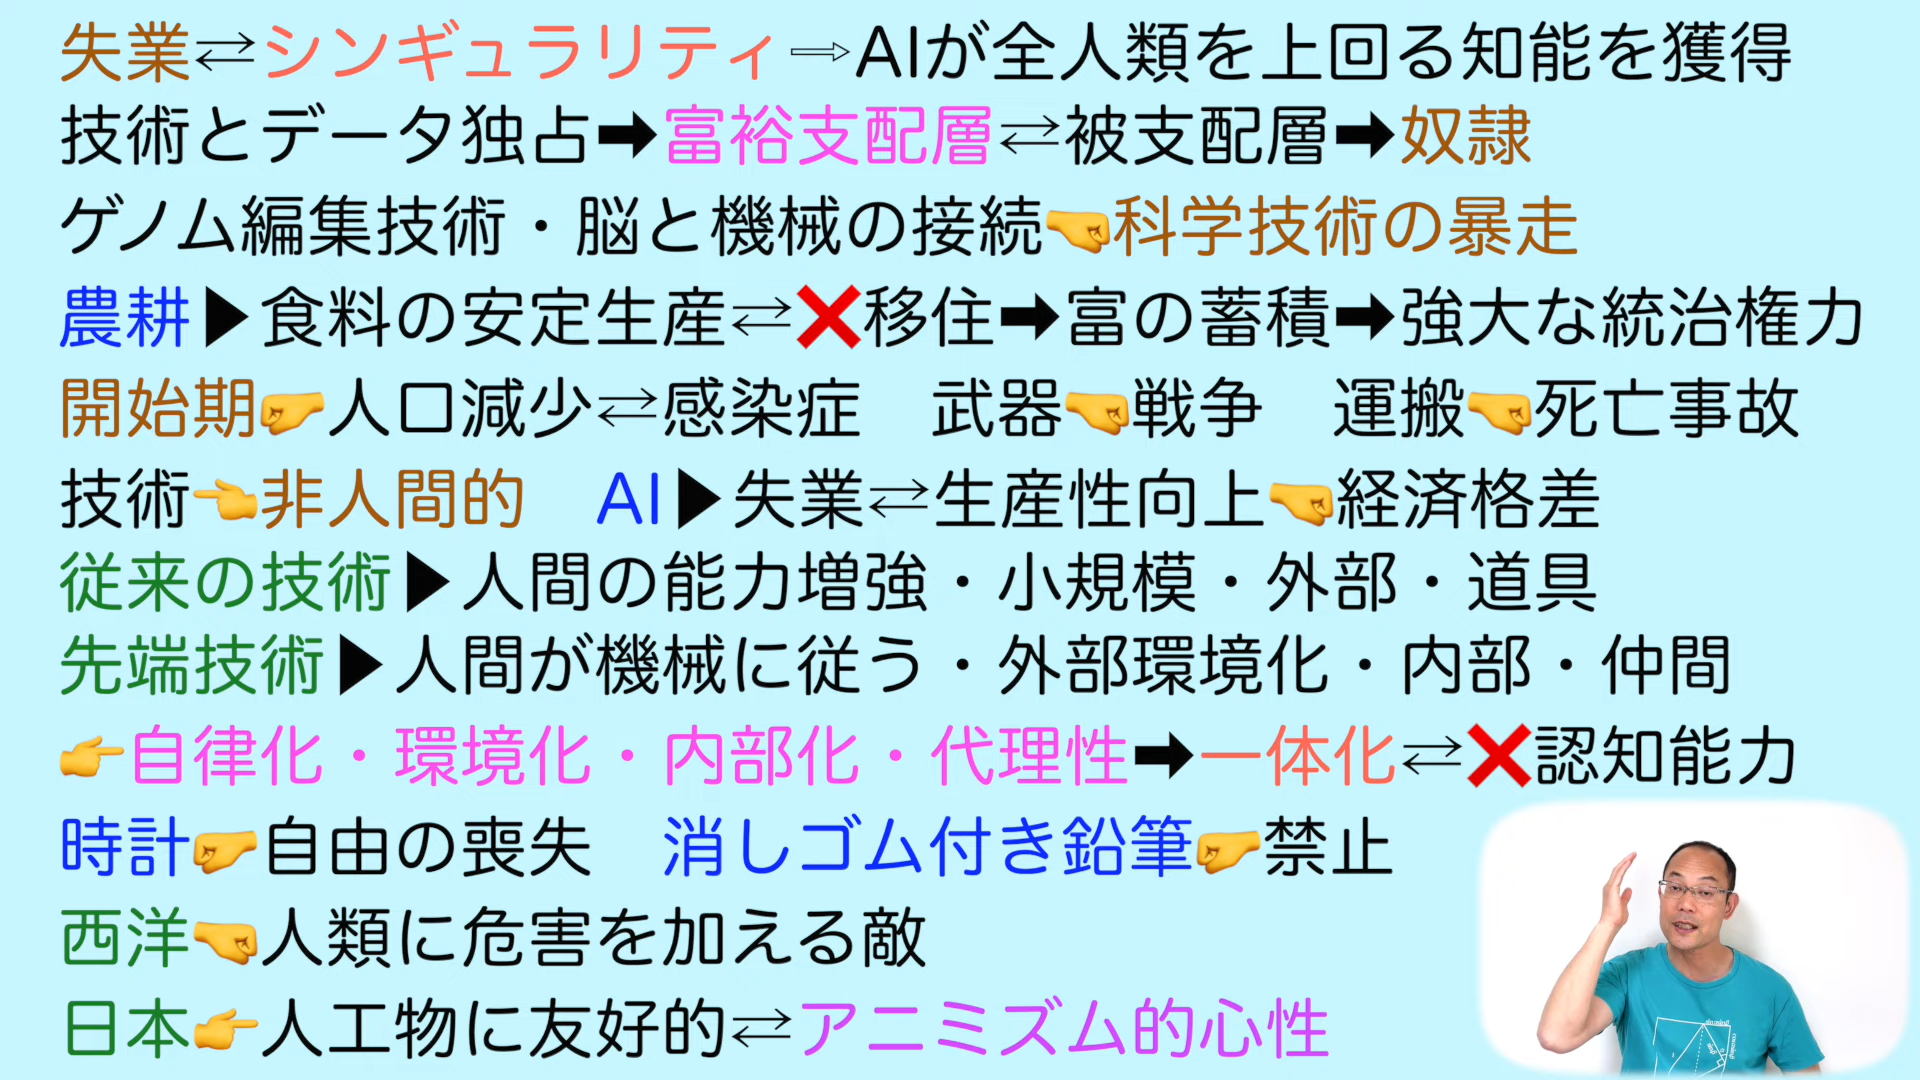 失業⇄シンギュラリティ⇨AIが全人類を上回る知能を獲得
技術とデータ独占➡富裕支配層⇄被支配層➡奴隷
ゲノム編集技術・脳と機械の接続🤜科学技術の暴走
農耕▶食料の安定生産⇄❌移住➡富の蓄積➡強大な統治権力
開始期🤛人口減少⇄感染症　武器🤜戦争　運搬🤜死亡事故
技術👈非人間的　AI▶失業⇄生産性向上🤜経済格差
従来の技術▶人間の能力増強・小規模・外部・道具
先端技術▶人間が機械に従う・外部環境化・内部・仲間
👉自律化・環境化・内部化・代理性➡一体化⇄❌認知能力
時計🤛自由の喪失　消しゴム付き鉛筆🤛禁止
西洋🤜人類に危害を加える敵
日本👉人工物に友好的⇄アニミズム的心性